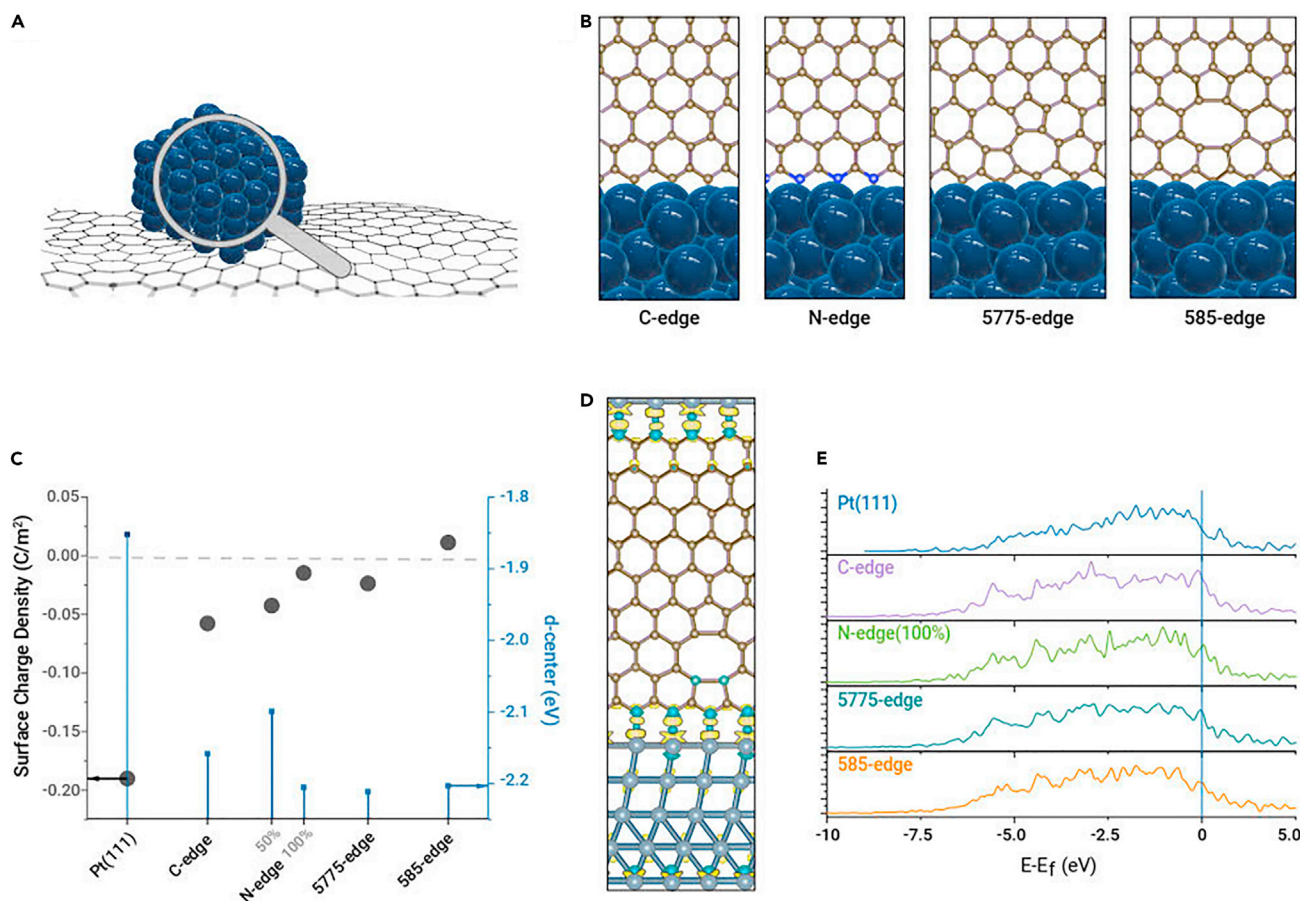 A
B
C-edge
N-edge
5775-edge
585-edge
C
Surface Charge Density (C/m²)
0.05
0.00
-0.05
-0.10
-0.15
-0.20
-1.8
-1.9
-2.0
-2.1
-2.2
d-center (eV)
Pt(111)
C-edge
50%
100%
N-edge
5775-edge
585-edge
D
E
Pt(111)
C-edge
N-edge(100%)
5775-edge
585-edge
-10
-7.5
-5.0
-2.5
0
2.5
5.0
E-Ef (eV)